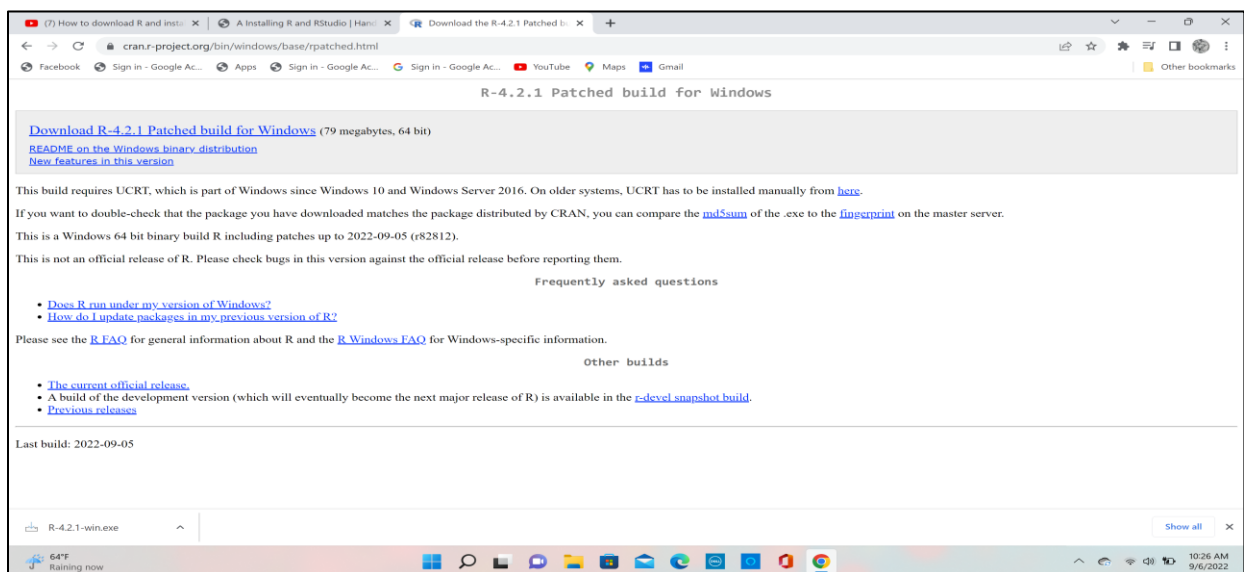 (7) How to download R and instal
A Installing R and RStudio | Hand
Download the R-4.2.1 Patched bu
cran.r-project.org/bin/windows/base/rpatched.html
Facebook Sign in - Google Ac... Apps Sign in - Google Ac... Sign in - Google Ac... YouTube Maps Gmail Other bookmarks
R-4.2.1 Patched build for Windows
Download R-4.2.1 Patched build for Windows (79 megabytes, 64 bit)
README on the Windows binary distribution
New features in this version
This build requires UCRT, which is part of Windows since Windows 10 and Windows Server 2016. On older systems, UCRT has to be installed manually from here.
If you want to double-check that the package you have downloaded matches the package distributed by CRAN, you can compare the md5sum of the .exe to the fingerprint on the master server.
This is a Windows 64 bit binary build R including patches up to 2022-09-05 (r82812).
This is not an official release of R. Please check bugs in this version against the official release before reporting them.
Frequently asked questions
• Does R run under my version of Windows?
• How do I update packages in my previous version of R?
Please see the R FAQ for general information about R and the R Windows FAQ for Windows-specific information.
Other builds
• The current official release.
• A build of the development version (which will eventually become the next major release of R) is available in the r-devel snapshot build.
• Previous releases
Last build: 2022-09-05
R-4.2.1-win.exe
Show all
64°F
Raining now
10:26 AM
9/6/2022